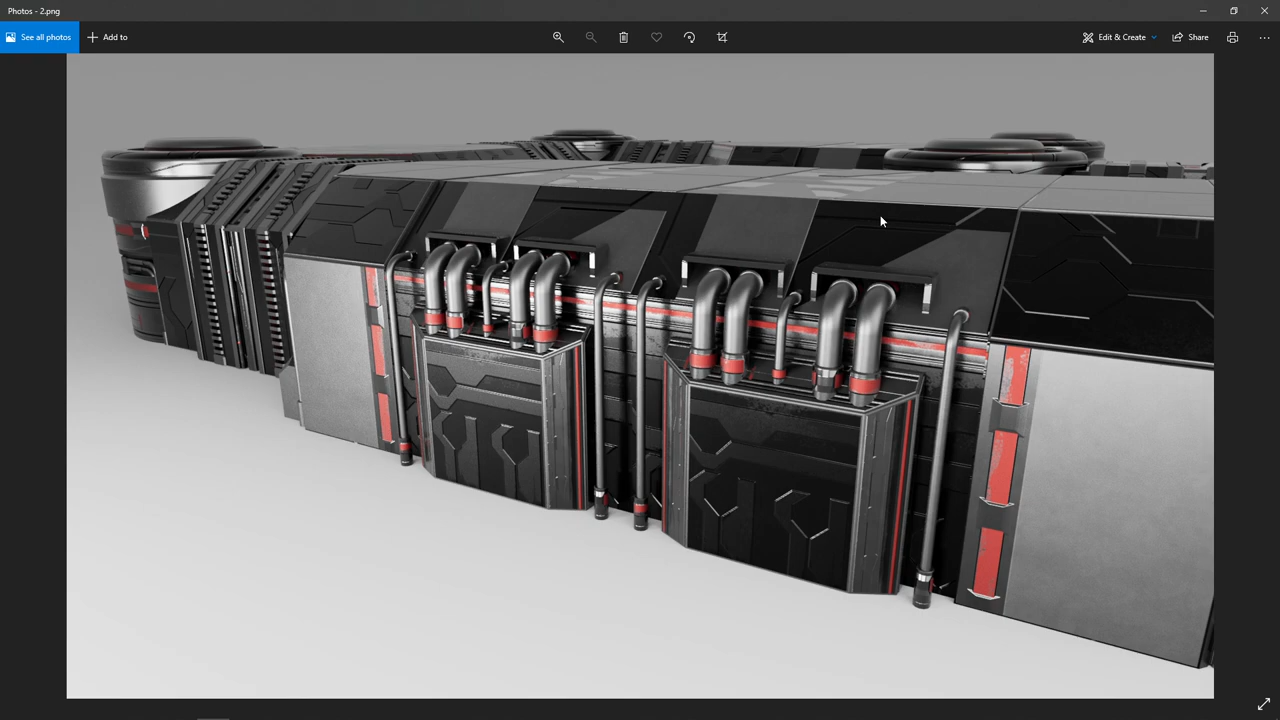 Photos - 2.png
See all photos
Add to
Edit & Create
Share